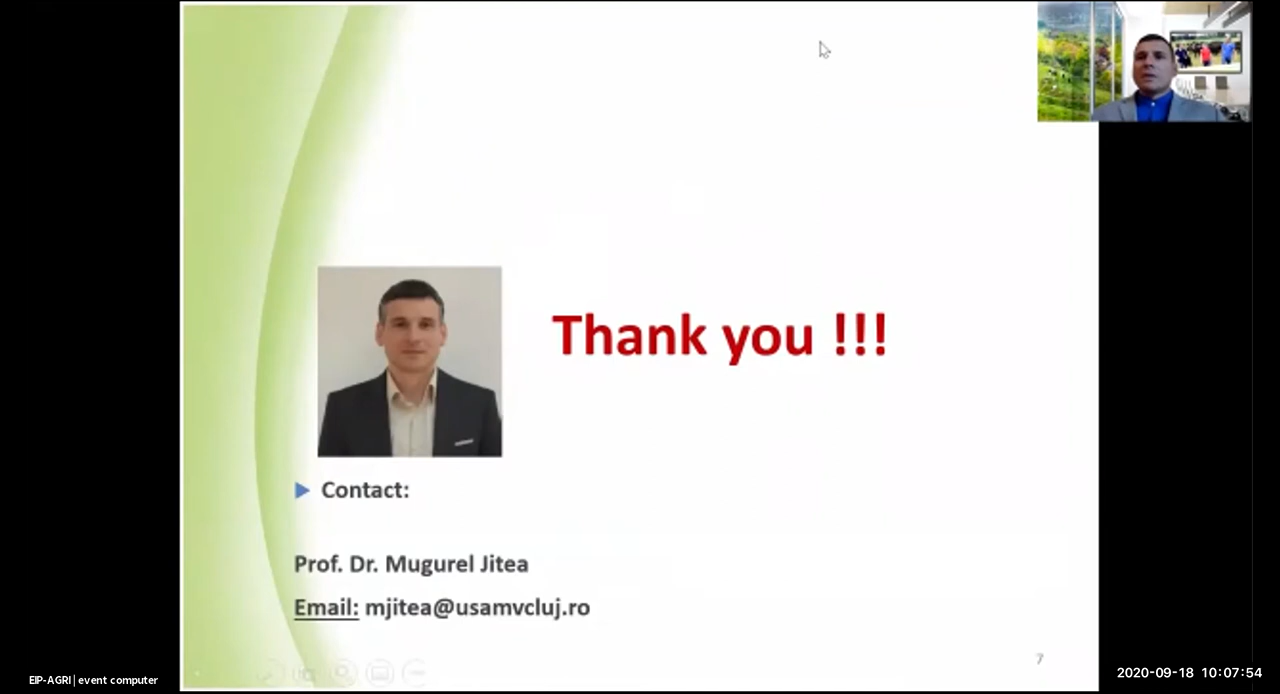 Thank you !!!
Contact:
Prof. Dr. Mugurel Jitea
Email: mjitea@usamvcluj.ro
7
EIP-AGRI | event computer
2020-09-18 10:07:54